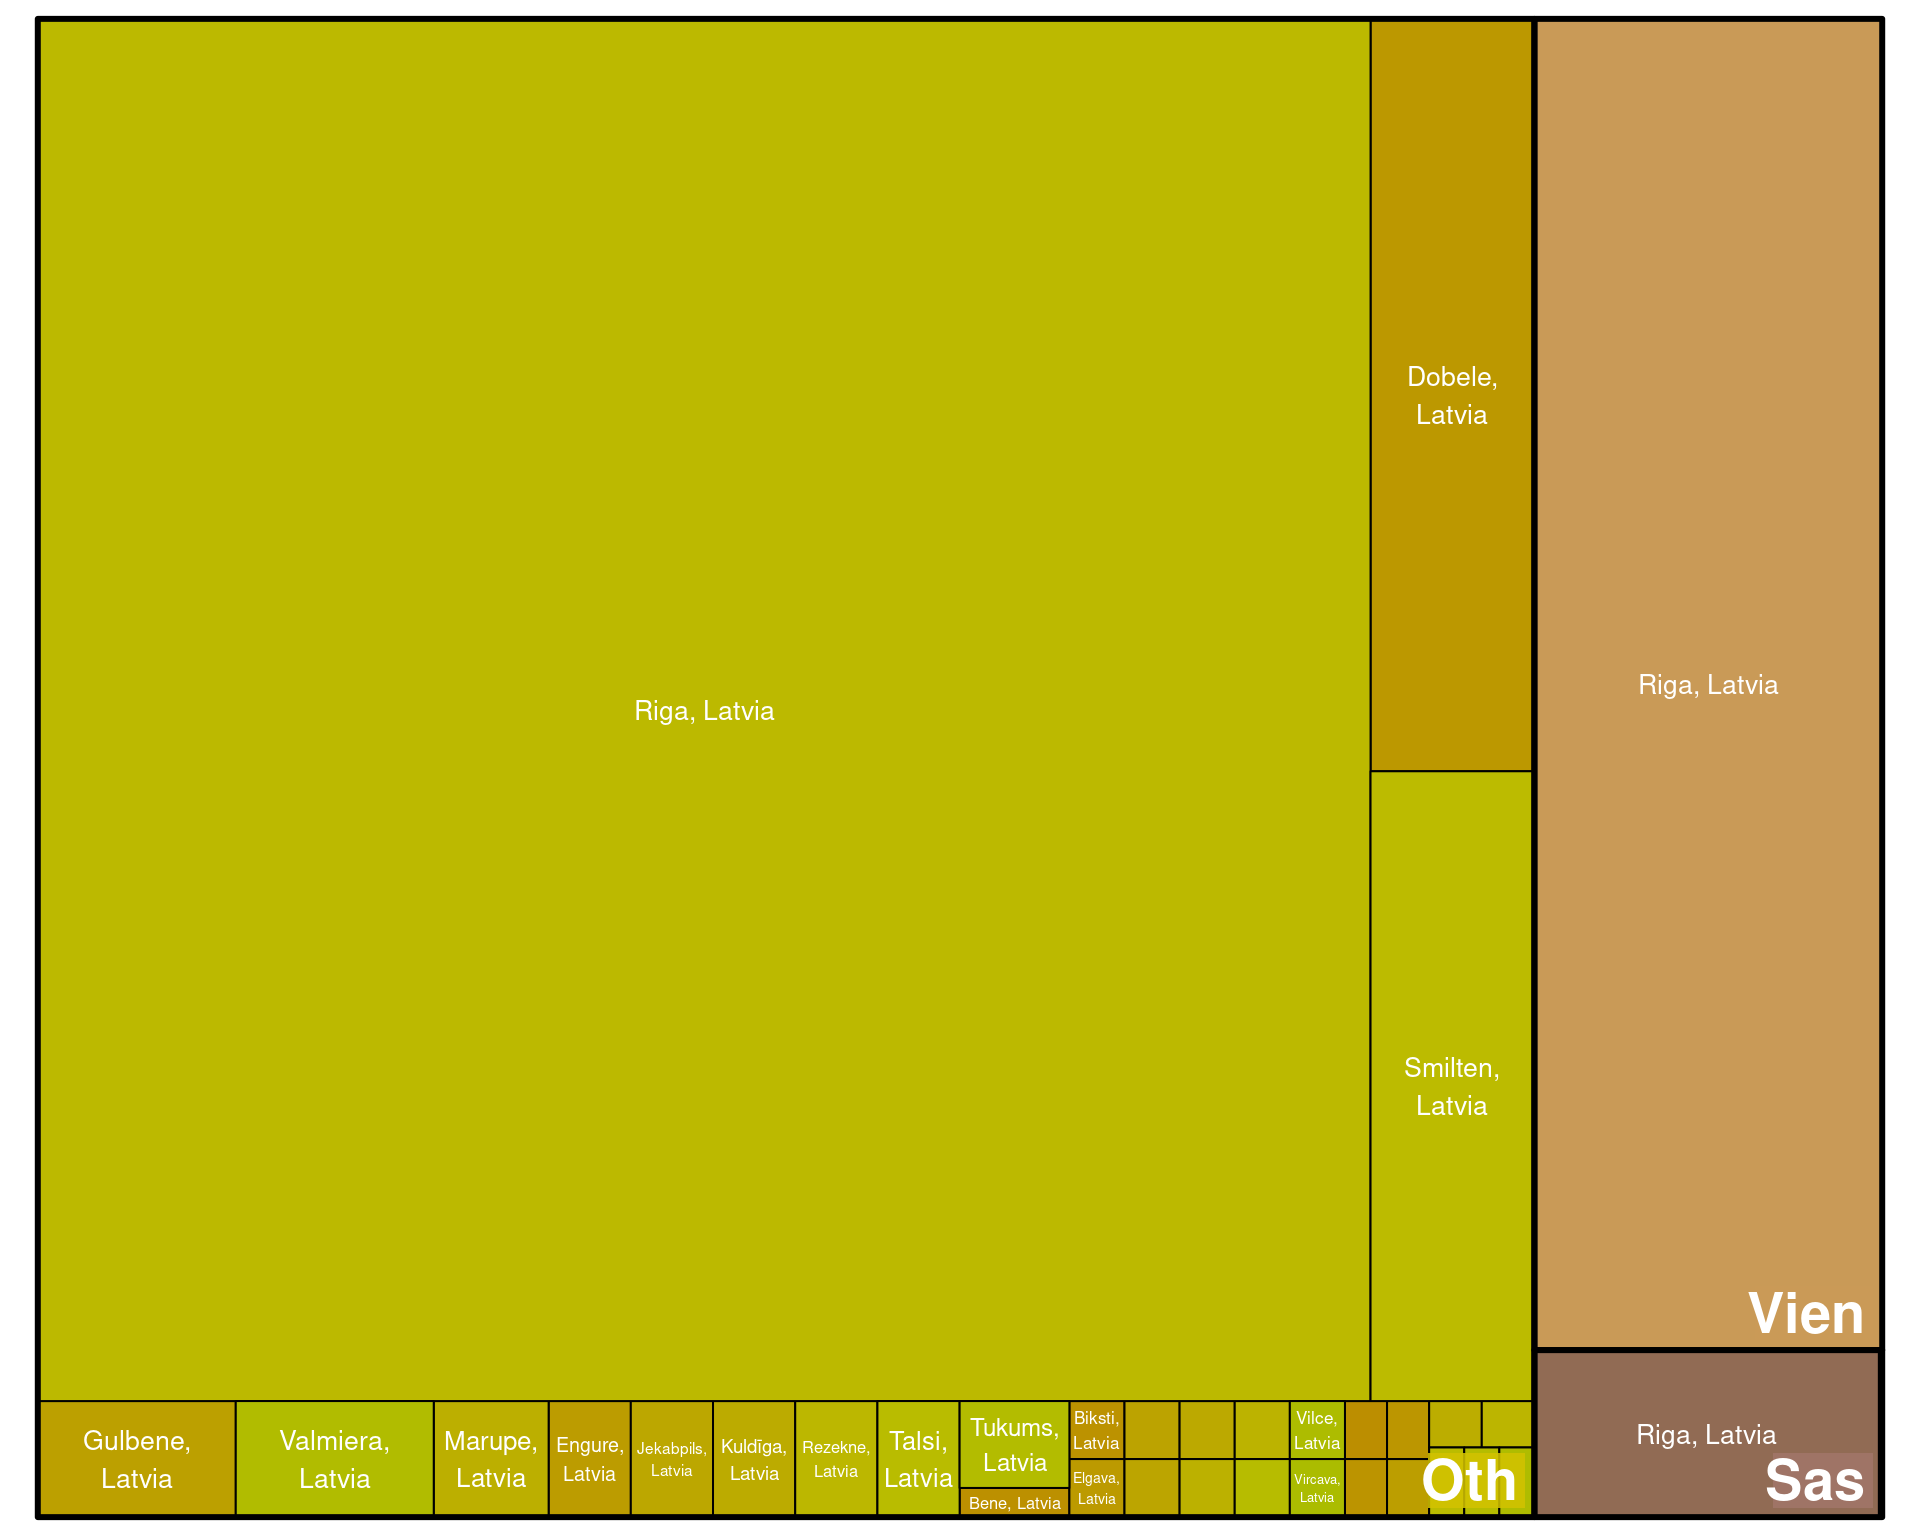 Riga, Latvia
Dobele,
Latvia
Smilten,
Latvia
Riga, Latvia
Vien
Gulbene,
Latvia
Valmiera,
Latvia
Marupe,
Latvia
Engure,
Latvia
Jekabpils,
Latvia
Kuldīga,
Latvia
Rezekne,
Latvia
Talsi,
Latvia
Tukums,
Latvia
Bene, Latvia
Biksti,
Latvia
Eļgava,
Latvia
Vilce,
Latvia
Vircava,
Latvia
Oth
Riga, Latvia
Sas